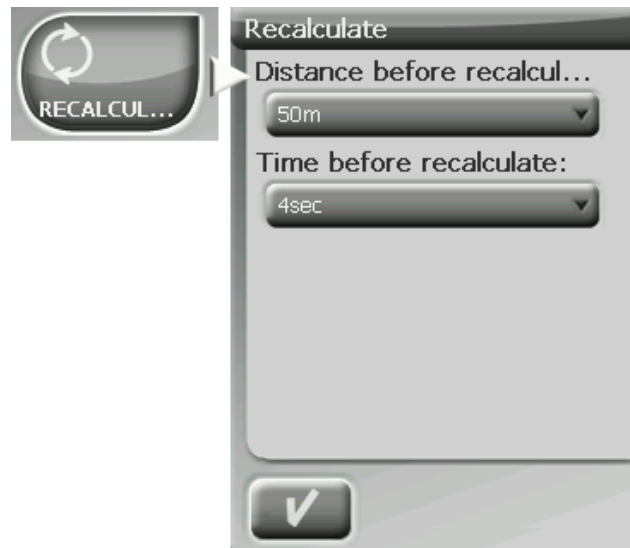 RECALCUL...
Recalculate
Distance before recalcul...
50m
Time before recalculate:
4sec